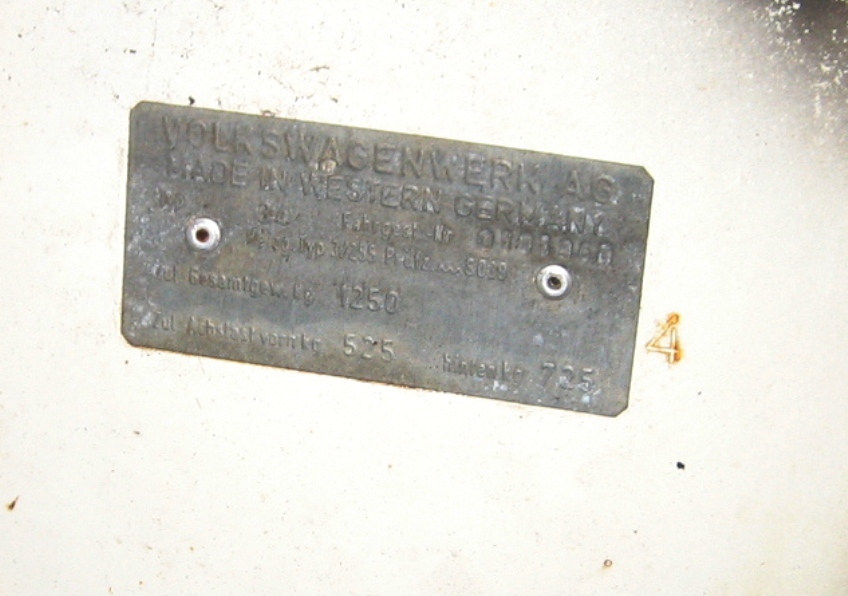 VOLKSWAGENWERK AG
MADE IN WESTERN GERMANY
Typ Fahrgest.-Nr.
Zul. Gesamtgew. kg 1250
Zul. Achslast vorn kg 525 hinten kg 725
4